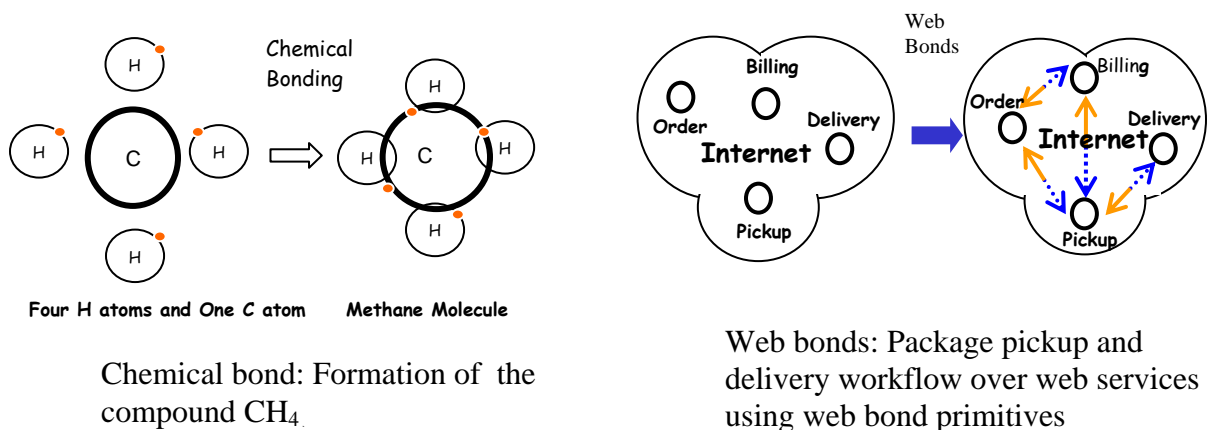 H
H
C
H
H
Four H atoms and One C atom
Chemical
Bonding
H
H
C
H
H
Methane Molecule
Chemical bond: Formation of the
compound CH₄.
Billing
Order
Delivery
Internet
Pickup
Web
Bonds
Billing
Order
Delivery
Internet
Pickup
Web bonds: Package pickup and
delivery workflow over web services
using web bond primitives